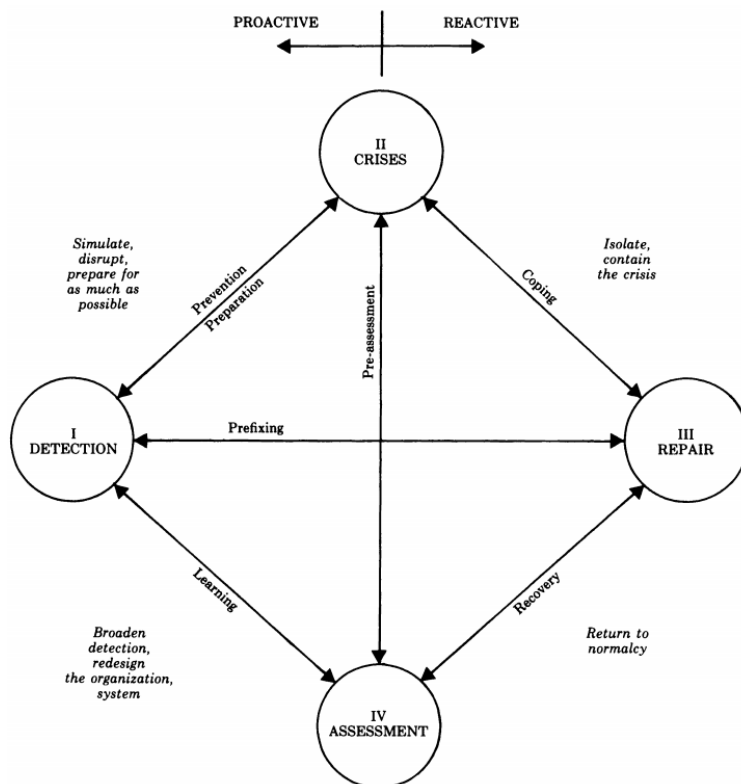 PROACTIVE
REACTIVE
II
CRISES
Simulate,
disrupt,
prepare for
as much as
possible
Isolate,
contain
the crisis
Prevention
Preparation
Pre-assessment
Coping
I
DETECTION
Prefixing
III
REPAIR
Learning
Recovery
Broaden
detection,
redesign
the organization,
system
Return to
normalcy
IV
ASSESSMENT